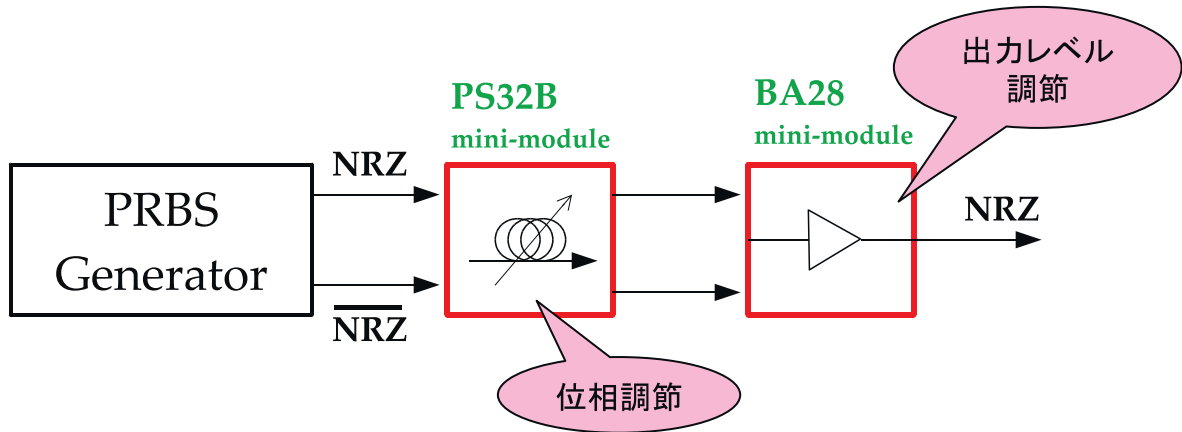 PRBS
Generator
NRZ
NRZ
PS32B
mini-module
位相調節
BA28
mini-module
出力レベル
調節
NRZ